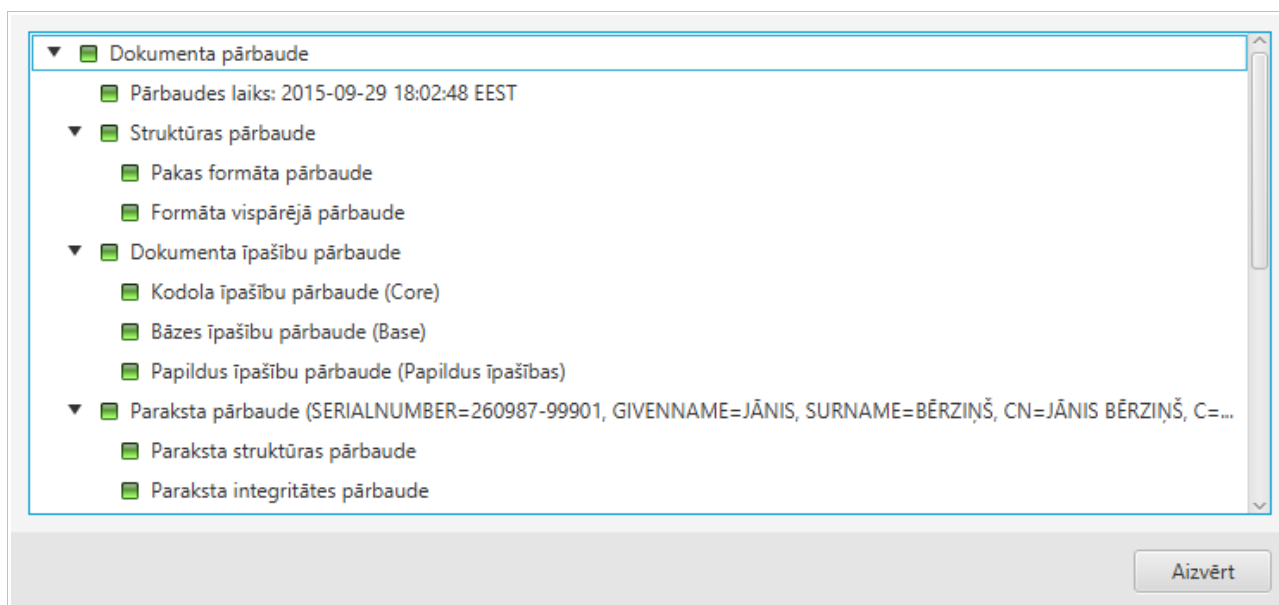 Dokumenta pārbaude
Pārbaudes laiks: 2015-09-29 18:02:48 EEST
Struktūras pārbaude
Pakas formāta pārbaude
Formāta vispārējā pārbaude
Dokumenta īpašību pārbaude
Kodola īpašību pārbaude (Core)
Bāzes īpašību pārbaude (Base)
Papildus īpašību pārbaude (Papildus īpašības)
Paraksta pārbaude (SERIALNUMBER=260987-99901, GIVENNAME=JĀNIS, SURNAME=BĒRZIŅŠ, CN=JĀNIS BĒRZIŅŠ, C=...
Paraksta struktūras pārbaude
Paraksta integritātes pārbaude
Aizvērt